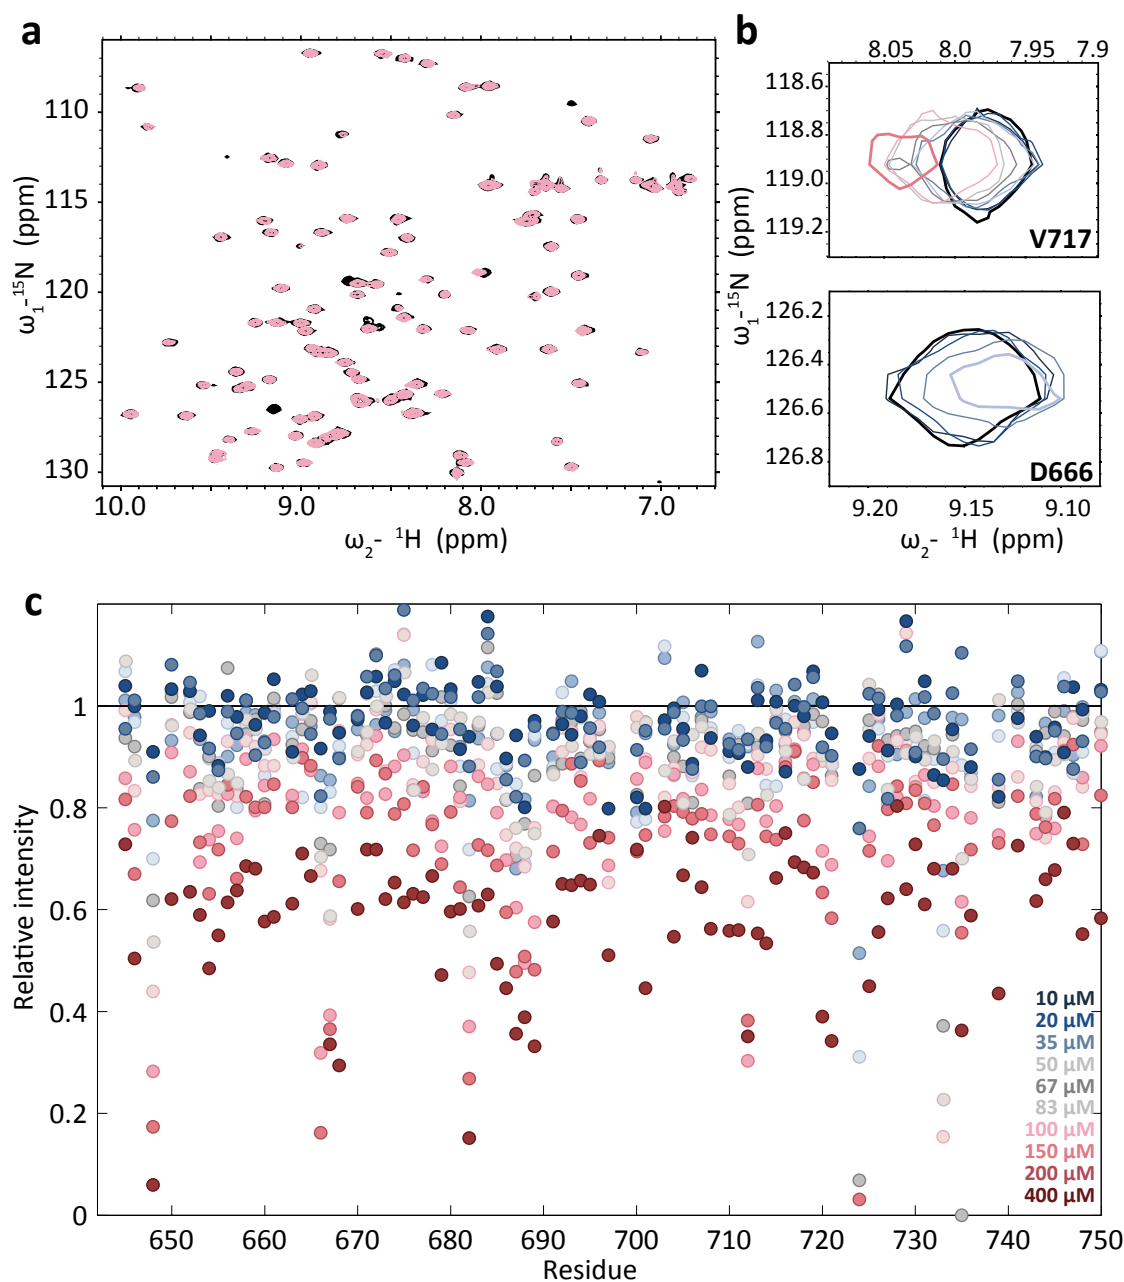 a
110
115
120
125
130
ω1-15N (ppm)
10.0 9.0 8.0 7.0
ω2- 1H (ppm)
b
8.05 8.0 7.95 7.9
118.6
118.8
119.0
119.2
V717
ω1-15N (ppm)
126.2
126.4
126.6
126.8
D666
9.20 9.15 9.10
ω2- 1H (ppm)
c
1
0.8
0.6
0.4
0.2
0
Relative intensity
10 μM
20 μM
35 μM
50 μM
67 μM
83 μM
100 μM
150 μM
200 μM
400 μM
650 660 670 680 690 700 710 720 730 740 750
Residue